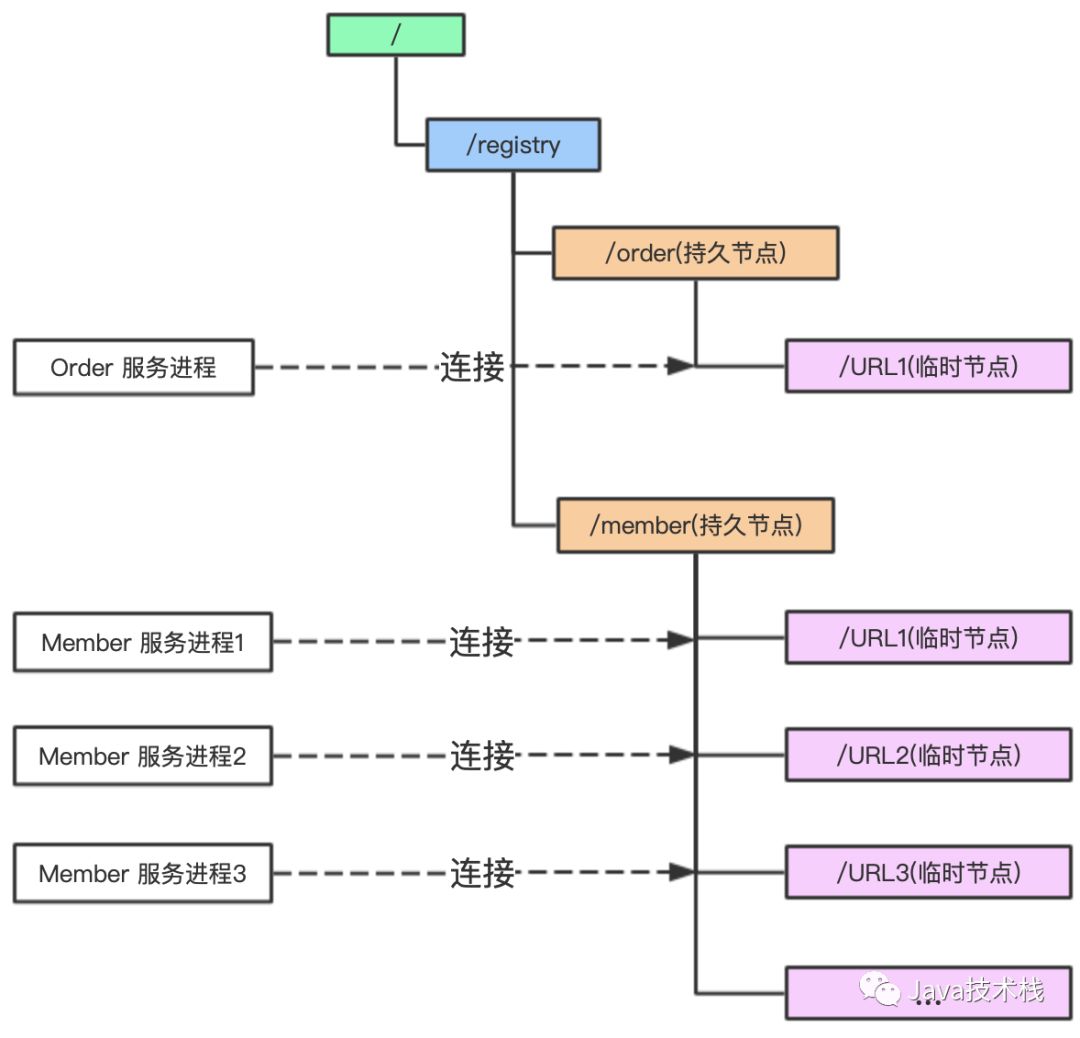 /
/registry
/order(持久节点)
Order 服务进程
连接
/URL1(临时节点)
/member(持久节点)
Member 服务进程1
连接
/URL1(临时节点)
Member 服务进程2
连接
/URL2(临时节点)
Member 服务进程3
连接
/URL3(临时节点)
...
Java技术栈